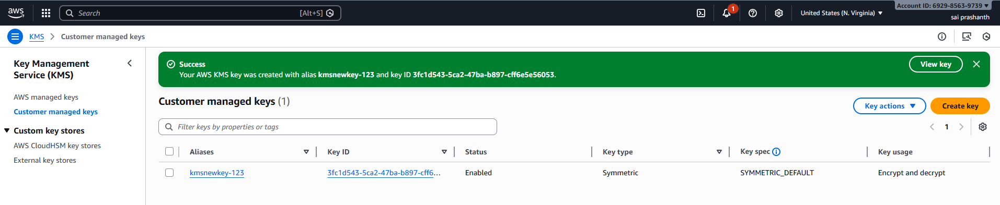 aws
Search
[Alt+S]
1
United States (N. Virginia)
Account ID: 6929-8563-9739
sai prashanth
KMS
Customer managed keys
Key Management
Service (KMS)
AWS managed keys
Customer managed keys
Custom key stores
AWS CloudHSM key stores
External key stores
Success
Your AWS KMS key was created with alias kmsnewkey-123 and key ID 3fc1d543-5ca2-47ba-b897-cff6e5e56053.
View key
Customer managed keys (1)
Key actions
Create key
Filter keys by properties or tags
1
Aliases Key ID Status Key type Key spec Key usage
kmsnewkey-123 3fc1d543-5ca2-47ba-b897-cff6... Enabled Symmetric SYMMETRIC_DEFAULT Encrypt and decrypt